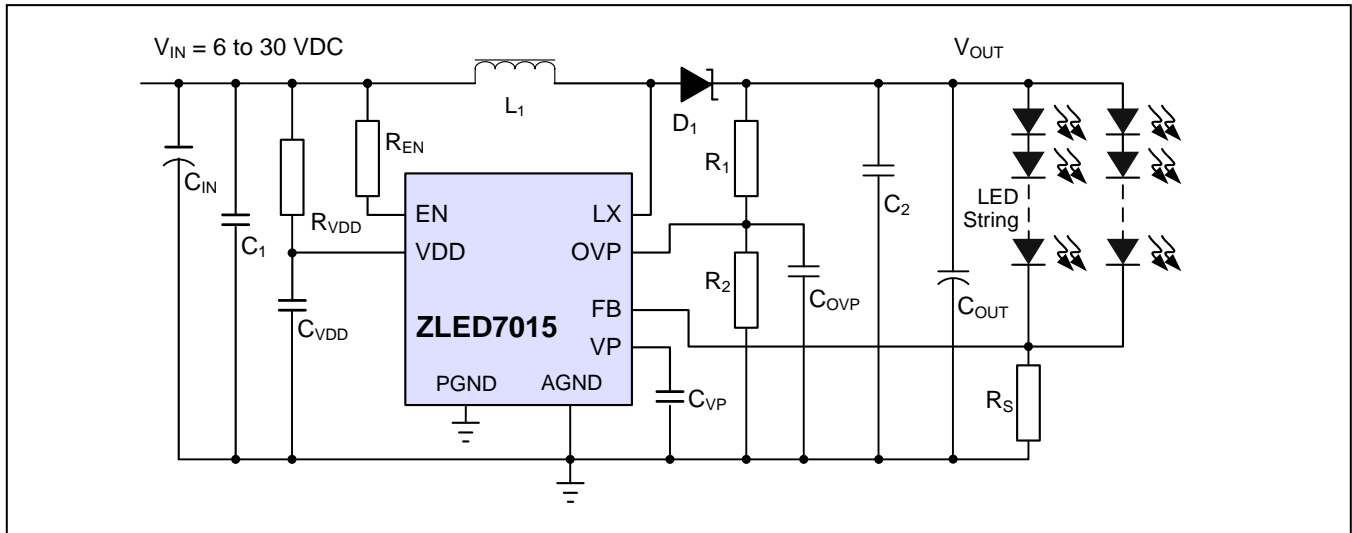 V_IN = 6 to 30 VDC
V_OUT
L_1
D_1
R_EN
R_1
C_IN
R_VDD
C_1
EN
LX
C_2
LED
String
VDD
OVP
R_2
C_OVP
C_OUT
C_VDD
FB
ZLED7015
VP
PGND
AGND
C_VP
R_S